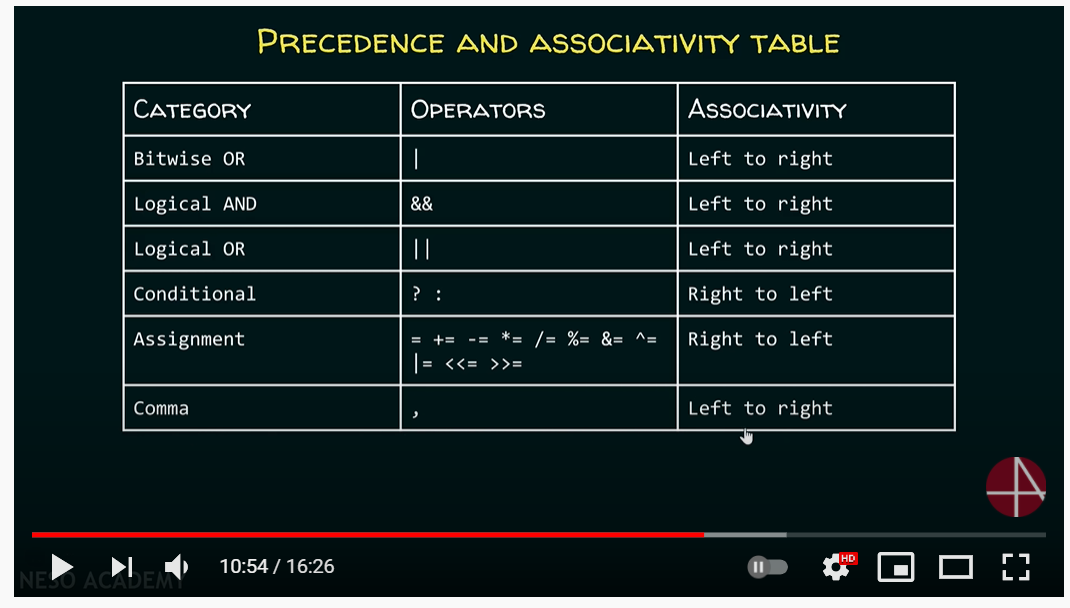 PRECEDENCE AND ASSOCIATIVITY TABLE
CATEGORY OPERATORS ASSOCIATIVITY
Bitwise OR | Left to right
Logical AND && Left to right
Logical OR || Left to right
Conditional ? : Right to left
Assignment = += -= *= /= %= &= ^= Right to left
|= <<= >>=
Comma , Left to right
HD
10:54 / 16:26
NESO ACADEMY